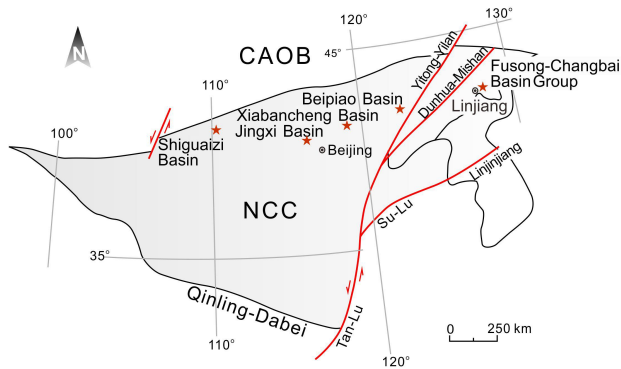 120°
130°
N
CAOB
45°
Yitong-Yilan
Dunhua-Mishan
Fusong-Changbai
Basin Group
110°
Beipiao Basin
Linjiang
Xiabancheng Basin
100°
Jingxi Basin
Shiguaizi
Basin
Beijing
Linjinjiang
NCC
Su-Lu
35°
Qinling-Dabei
Tan-Lu
0
250 km
110°
120°